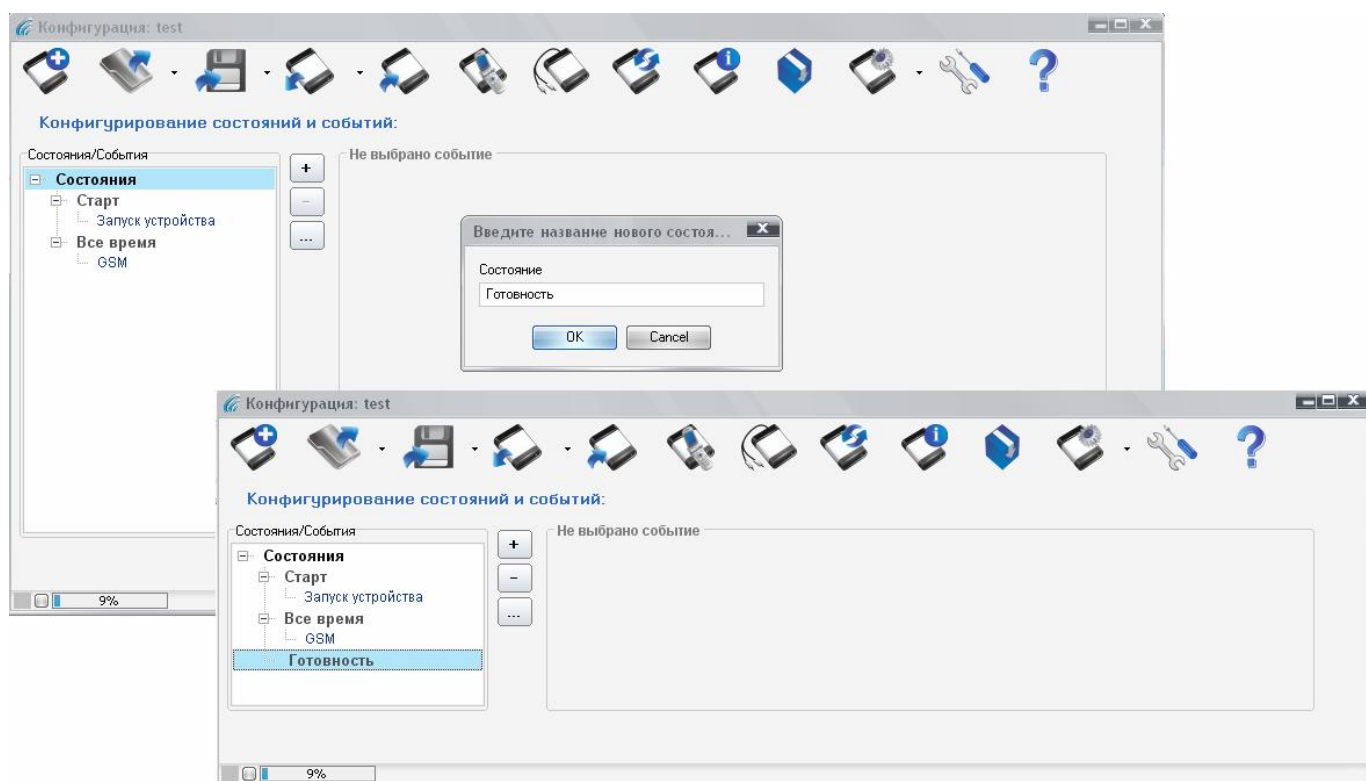 Конфигурация: test
Конфигурирование состояний и событий:
Состояния/События
Состояния
Старт
Запуск устройства
Все время
GSM
+
-
...
Не выбрано событие
Введите название нового состоя...
Состояние
Готовность
OK
Cancel
9%
Конфигурация: test
Конфигурирование состояний и событий:
Состояния/События
Состояния
Старт
Запуск устройства
Все время
GSM
Готовность
+
-
...
Не выбрано событие
9%